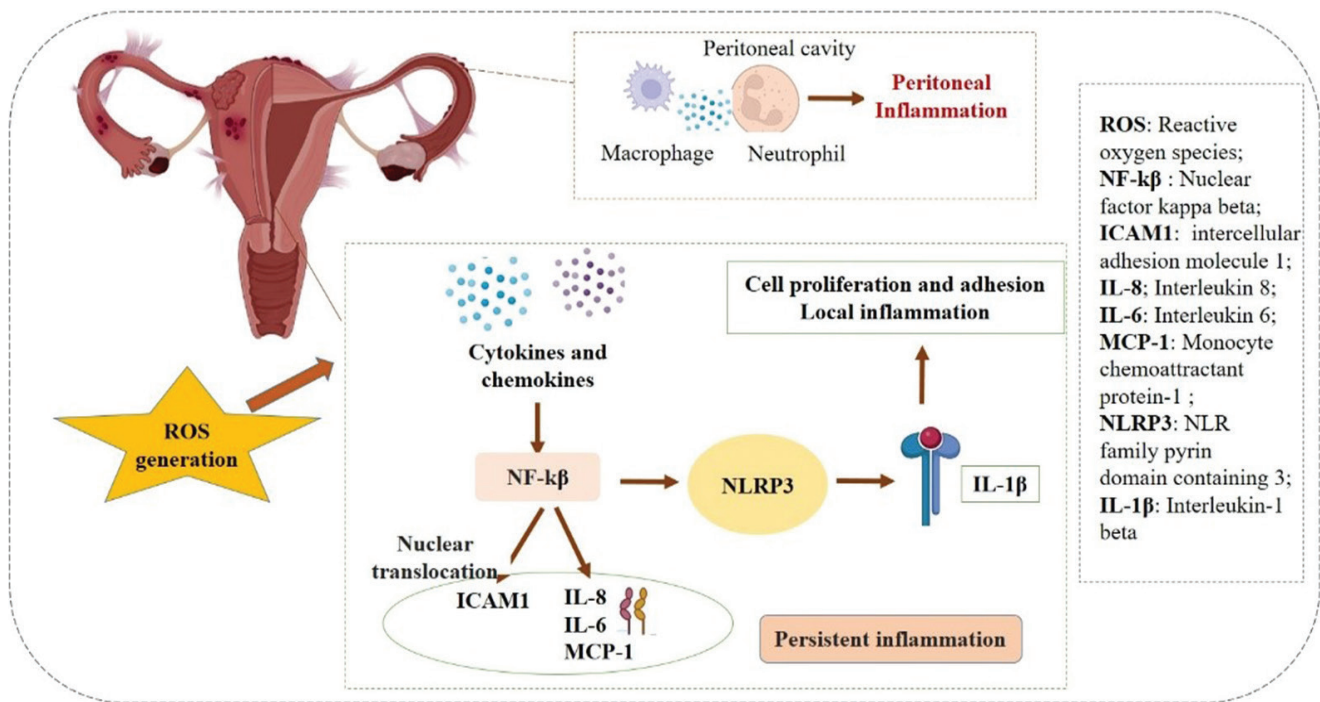 Peritoneal cavity
Macrophage
Neutrophil
Peritoneal
Inflammation
ROS
generation
Cytokines and
chemokines
NF-kβ
NLRP3
IL-1β
Cell proliferation and adhesion
Local inflammation
Nuclear
translocation
ICAM1
IL-8
IL-6
MCP-1
Persistent inflammation
ROS: Reactive
oxygen species;
NF-kβ : Nuclear
factor kappa beta;
ICAM1: intercellular
adhesion molecule 1;
IL-8; Interleukin 8;
IL-6: Interleukin 6;
MCP-1: Monocyte
chemoattractant
protein-1 ;
NLRP3: NLR
family pyrin
domain containing 3;
IL-1β: Interleukin-1
beta